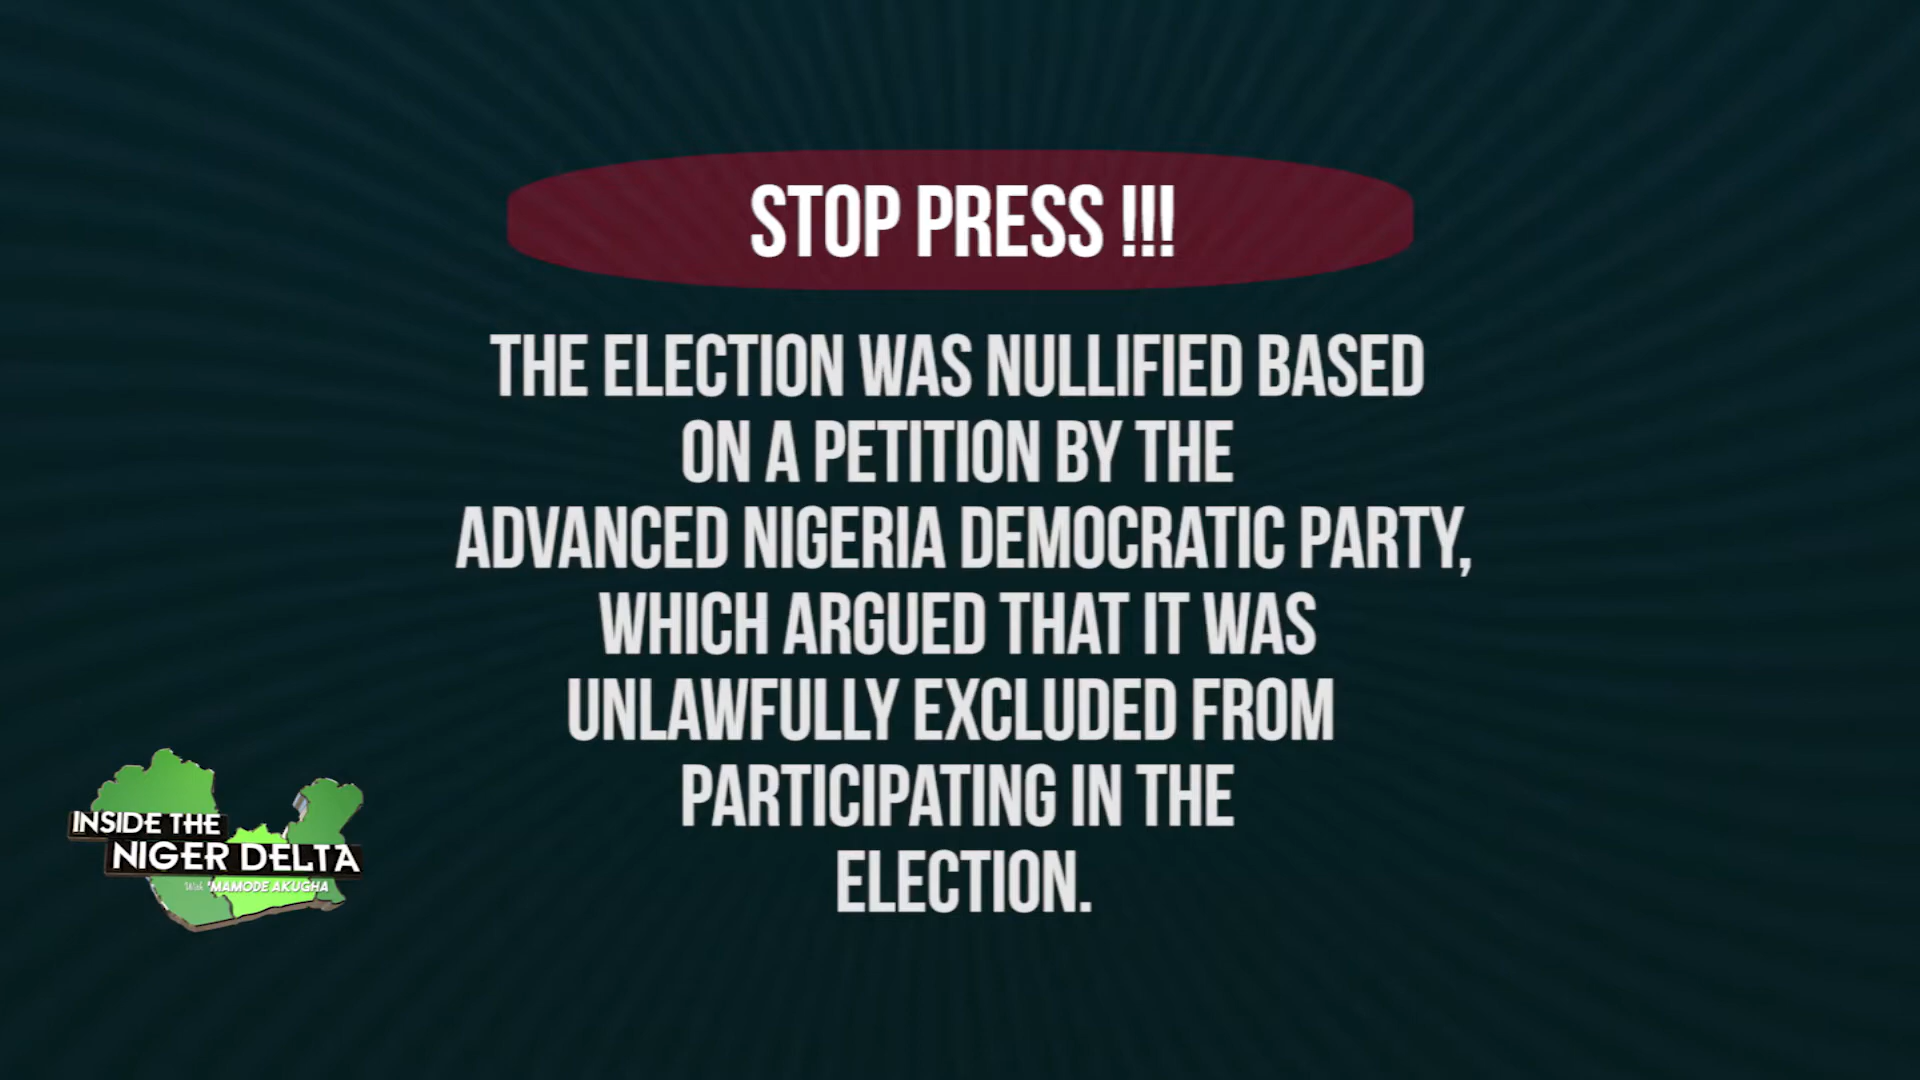 STOP PRESS !!!
THE ELECTION WAS NULLIFIED BASED
ON A PETITION BY THE
ADVANCED NIGERIA DEMOCRATIC PARTY,
WHICH ARGUED THAT IT WAS
UNLAWFULLY EXCLUDED FROM
PARTICIPATING IN THE
ELECTION.
INSIDE THE
NIGER DELTA
With 'MAMODE AKUGHA